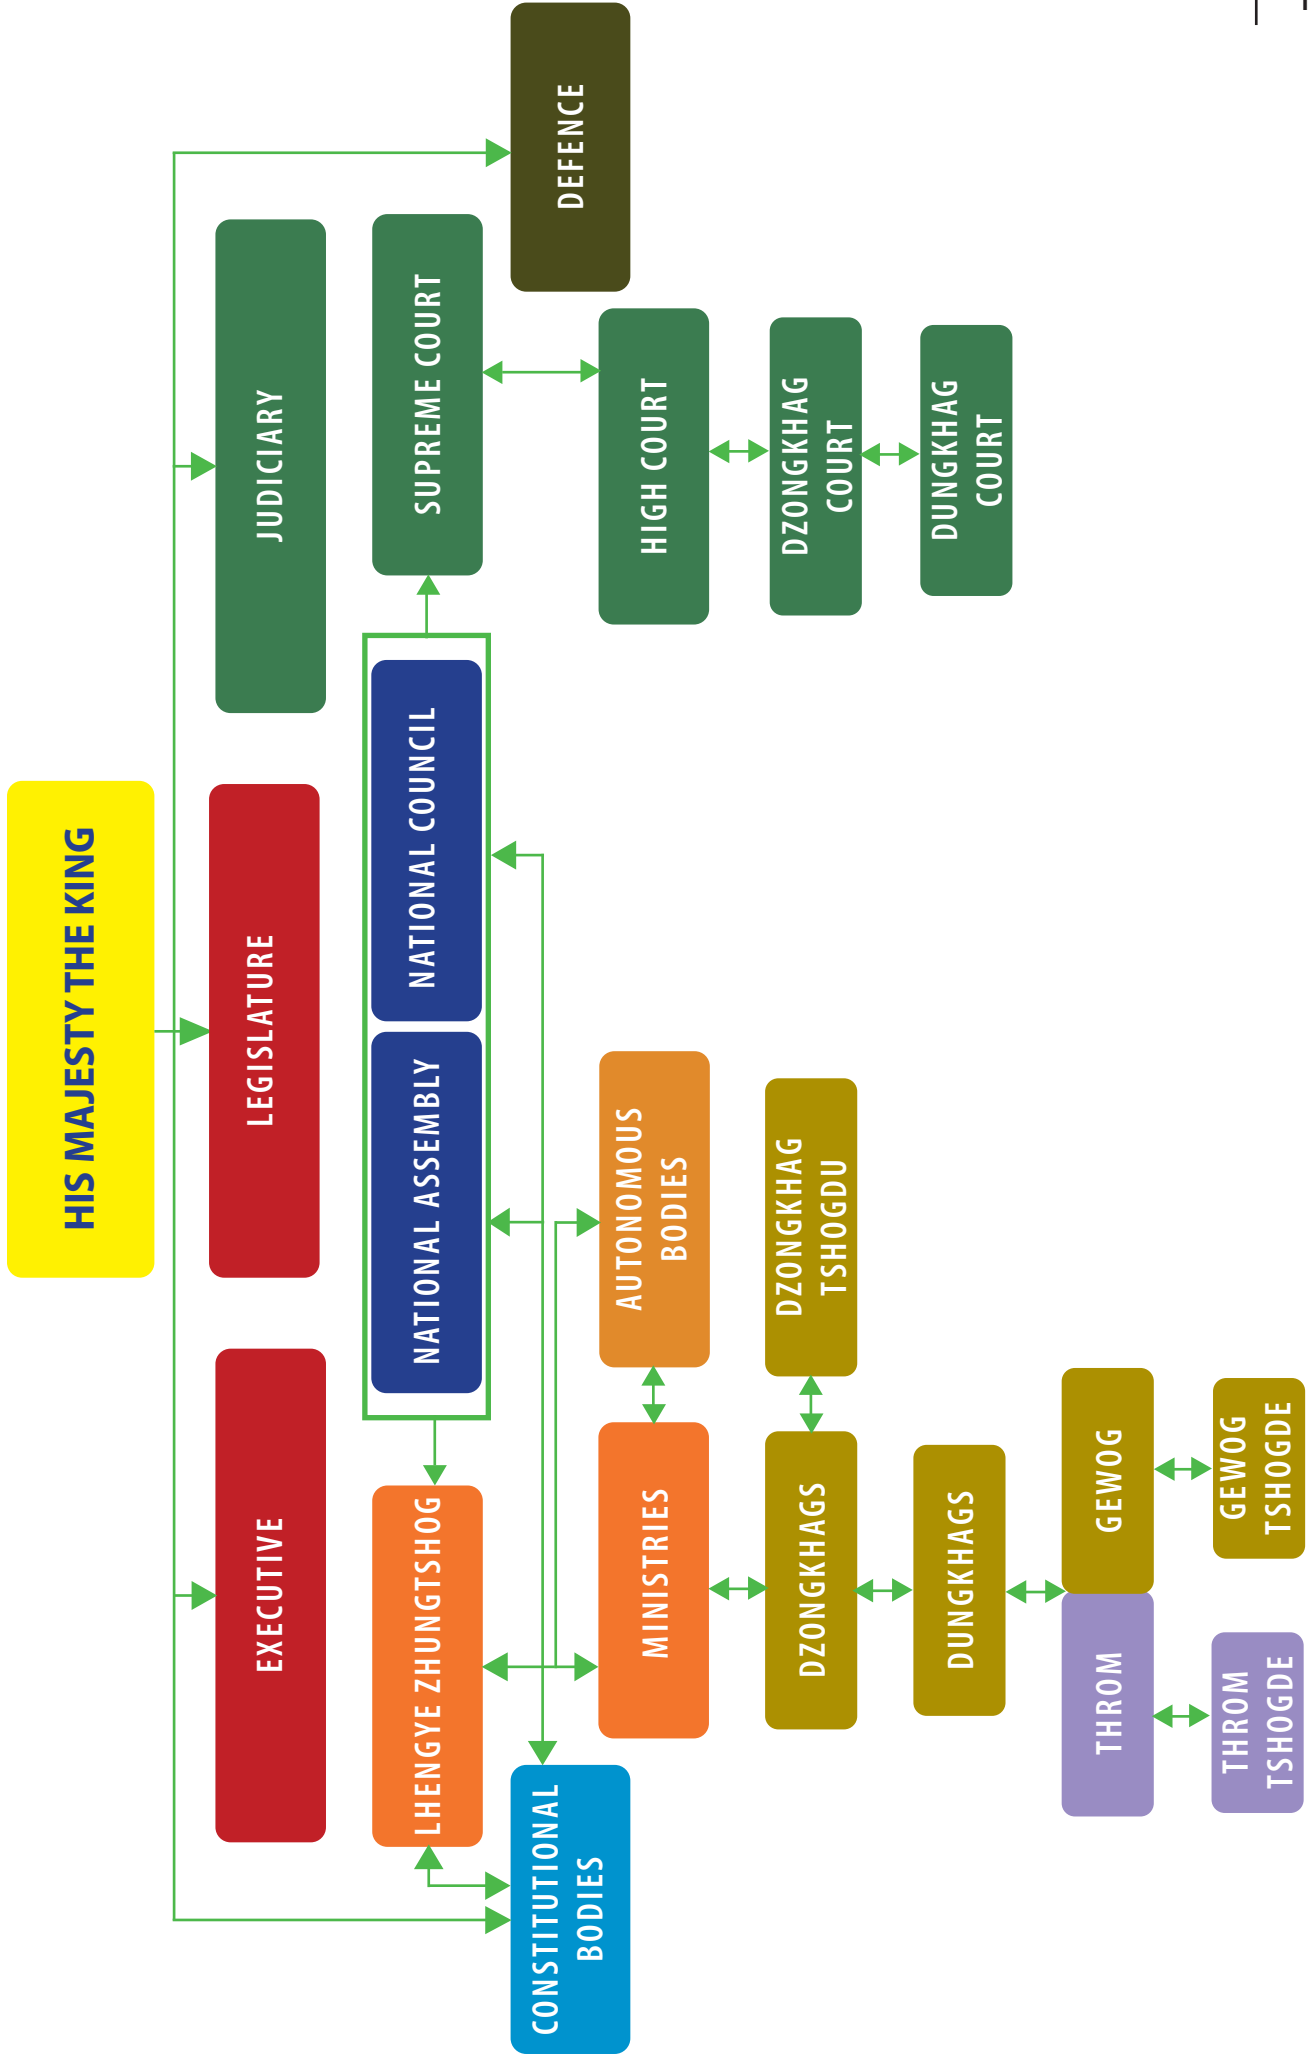 HIS MAJESTY THE KING
EXECUTIVE
LEGISLATURE
JUDICIARY
LHENGYE ZHUNGTSHOG
NATIONAL ASSEMBLY
NATIONAL COUNCIL
SUPREME COURT
CONSTITUTIONAL
BODIES
DEFENCE
MINISTRIES
AUTONOMOUS
BODIES
HIGH COURT
DZONGKHAGS
DZONGKHAG
TSHOGDU
DZONGKHAG
COURT
DUNGKHAGS
DUNGKHAG
COURT
THROM
GEWOG
THROM
TSHOGDE
GEWOG
TSHOGDE